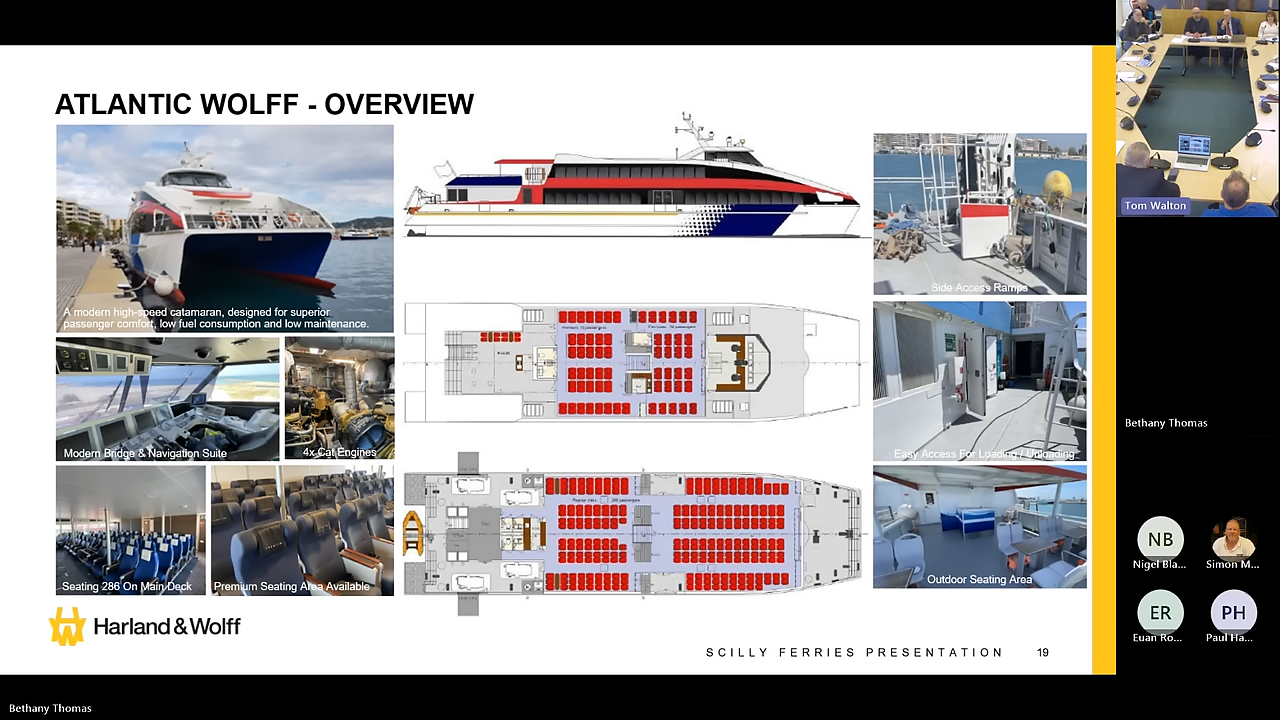 ATLANTIC WOLFF - OVERVIEW
A modern high-speed catamaran, designed for superior
passenger comfort, low fuel consumption and low maintenance.
Modern Bridge & Navigation Suite
4x Cat Engines
Seating 286 On Main Deck
Premium Seating Area Available
Side Access Ramps
Easy Access For Loading / Unloading
Outdoor Seating Area
Harland & Wolff
SCILLY FERRIES PRESENTATION
19
Tom Walton
Bethany Thomas
NB
Nigel Bla...
Simon M...
ER
Euan Ro...
PH
Paul Ha...
Bethany Thomas